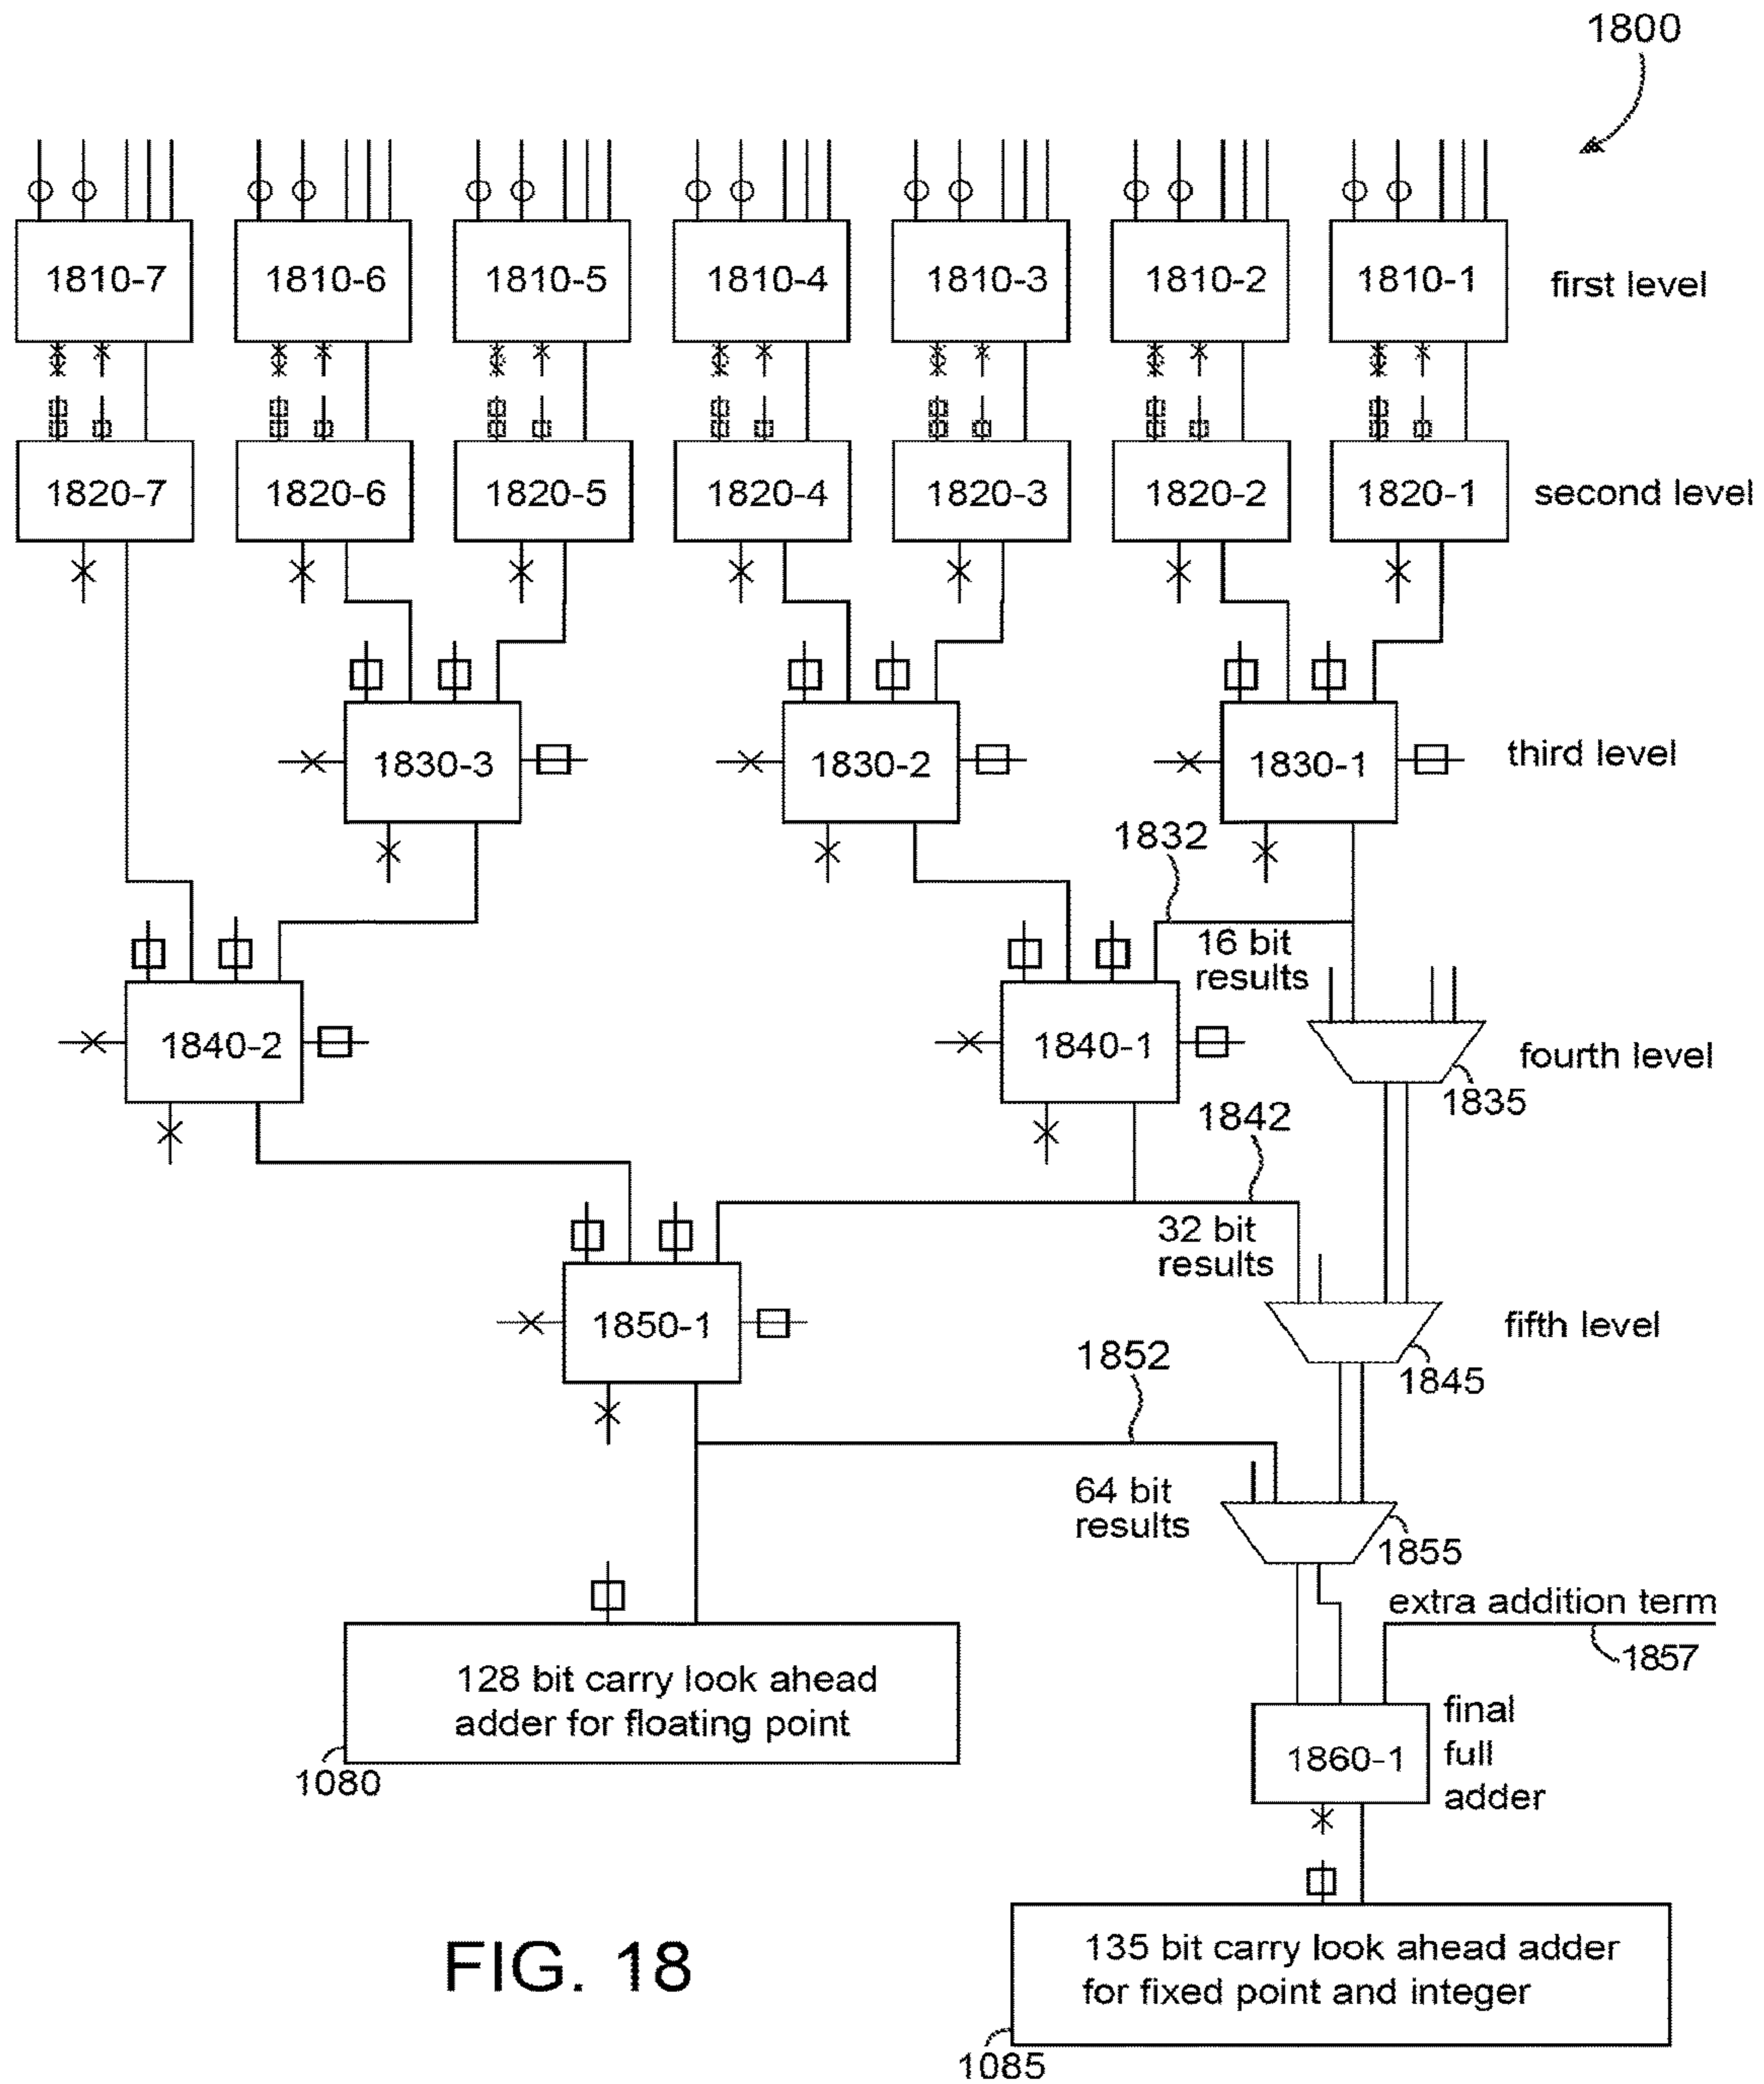 1800
1810-7 1810-6 1810-5 1810-4 1810-3 1810-2 1810-1 first level
1820-7 1820-6 1820-5 1820-4 1820-3 1820-2 1820-1 second level
1830-3 1830-2 1830-1 third level
1832
16 bit
results
1840-2 1840-1 fourth level
1835
1842
32 bit
results
1850-1 fifth level
1845
1852
64 bit
results
1855
extra addition term
1857
128 bit carry look ahead
adder for floating point
1080
1860-1
final
full
adder
135 bit carry look ahead adder
for fixed point and integer
1085
FIG. 18